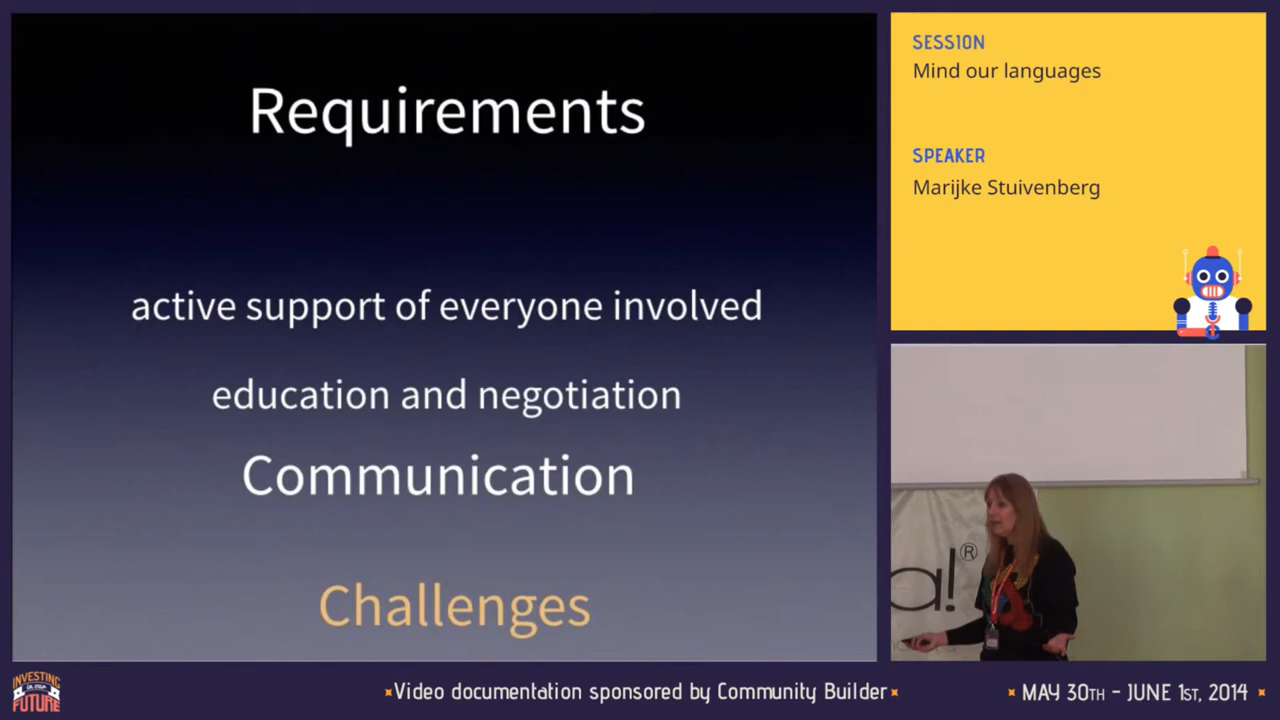 Requirements
active support of everyone involved
education and negotiation
Communication
Challenges
SESSION
Mind our languages
SPEAKER
Marijke Stuivenberg
a!®
INVESTING
IN OUR
FUTURE
Video documentation sponsored by Community Builder
MAY 30TH - JUNE 1ST, 2014